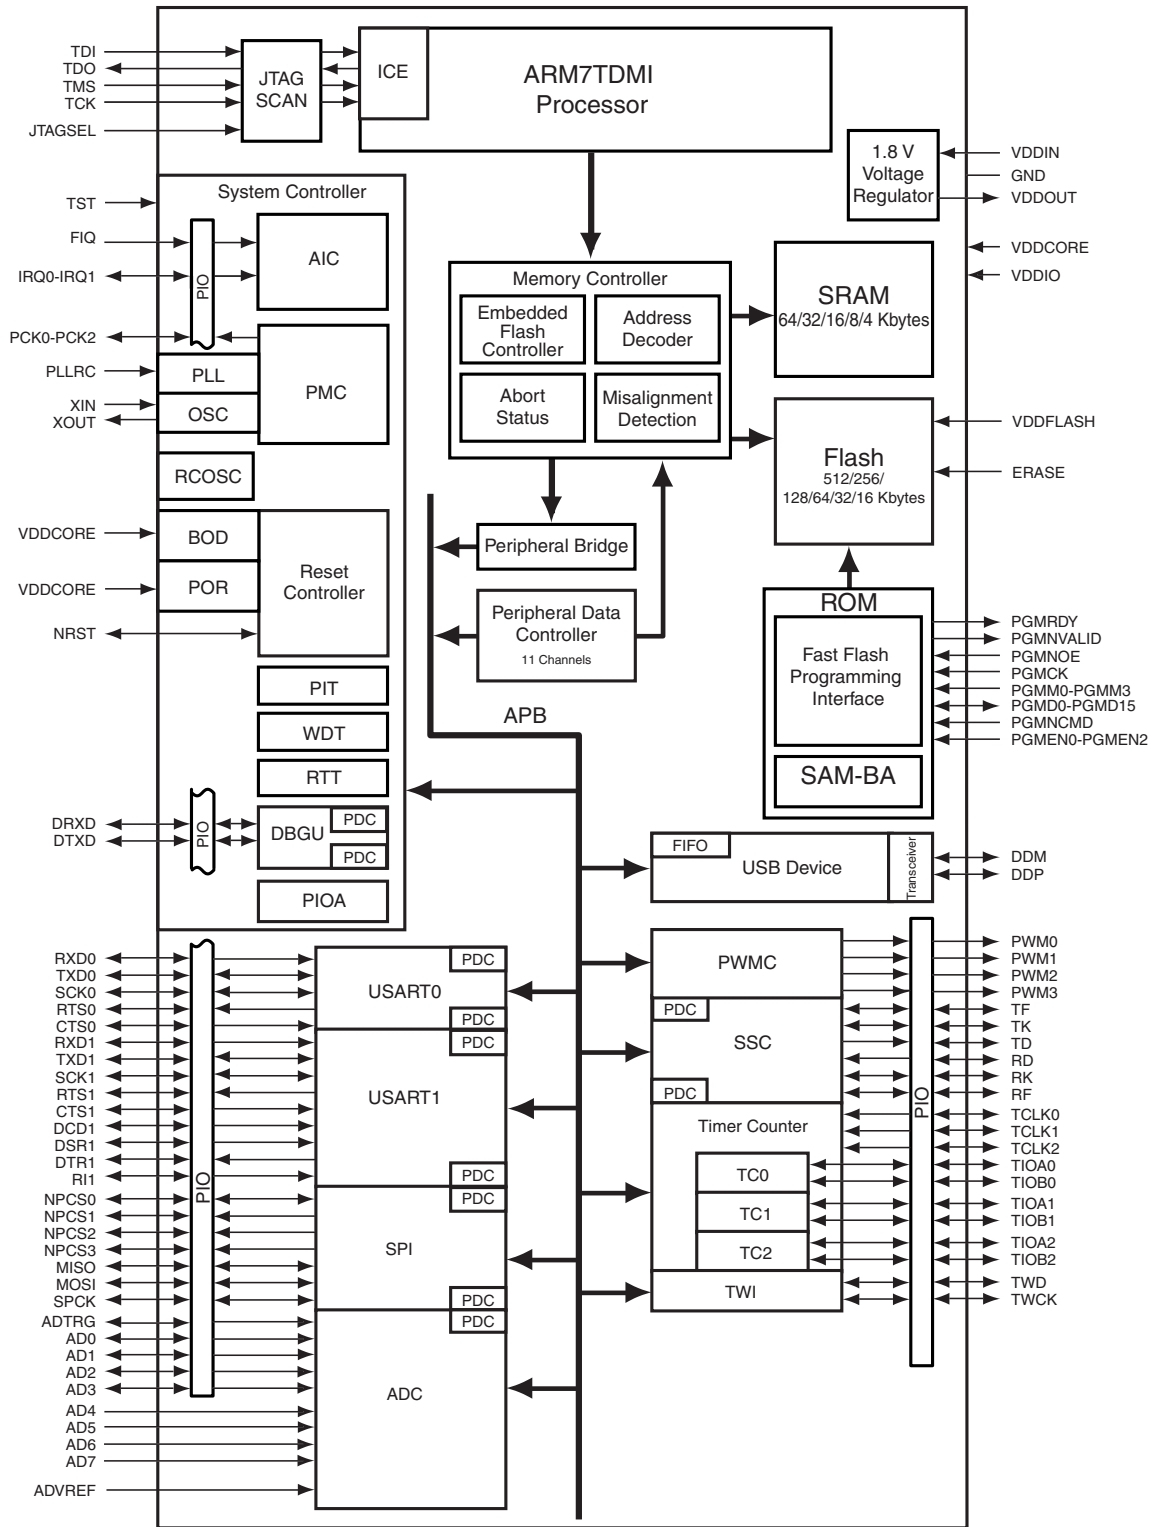 TDI
TDO
TMS
TCK
JTAGSEL
JTAG
SCAN
ICE
ARM7TDMI
Processor
1.8 V
Voltage
Regulator
VDDIN
GND
VDDOUT
VDDCORE
VDDIO
System Controller
TST
FIQ
IRQ0-IRQ1
PIO
AIC
PCK0-PCK2
PLLRC
XIN
XOUT
PLL
OSC
PMC
RCOSC
VDDCORE
BOD
VDDCORE
POR
Reset
Controller
NRST
PIT
WDT
RTT
DRXD
DTXD
PIO
DBGU
PDC
PDC
PIOA
Memory Controller
Embedded
Flash
Controller
Address
Decoder
Abort
Status
Misalignment
Detection
SRAM
64/32/16/8/4 Kbytes
Flash
512/256/
128/64/32/16 Kbytes
VDDFLASH
ERASE
Peripheral Bridge
Peripheral Data
Controller
11 Channels
APB
ROM
Fast Flash
Programming
Interface
SAM-BA
PGMRDY
PGMNVALID
PGMNOE
PGMCK
PGMM0-PGMM3
PGMD0-PGMD15
PGMNCMD
PGMEN0-PGMEN2
FIFO
USB Device
Transceiver
DDM
DDP
RXD0
TXD0
SCK0
RTS0
CTS0
RXD1
TXD1
SCK1
RTS1
CTS1
DCD1
DSR1
DTR1
RI1
NPCS0
NPCS1
NPCS2
NPCS3
MISO
MOSI
SPCK
ADTRG
AD0
AD1
AD2
AD3
AD4
AD5
AD6
AD7
ADVREF
PIO
PDC
USART0
PDC
PDC
USART1
PDC
PDC
SPI
PDC
PDC
ADC
PWMC
PDC
SSC
PDC
Timer Counter
TC0
TC1
TC2
TWI
PIO
PWM0
PWM1
PWM2
PWM3
TF
TK
TD
RD
RK
RF
TCLK0
TCLK1
TCLK2
TIOA0
TIOB0
TIOA1
TIOB1
TIOA2
TIOB2
TWD
TWCK